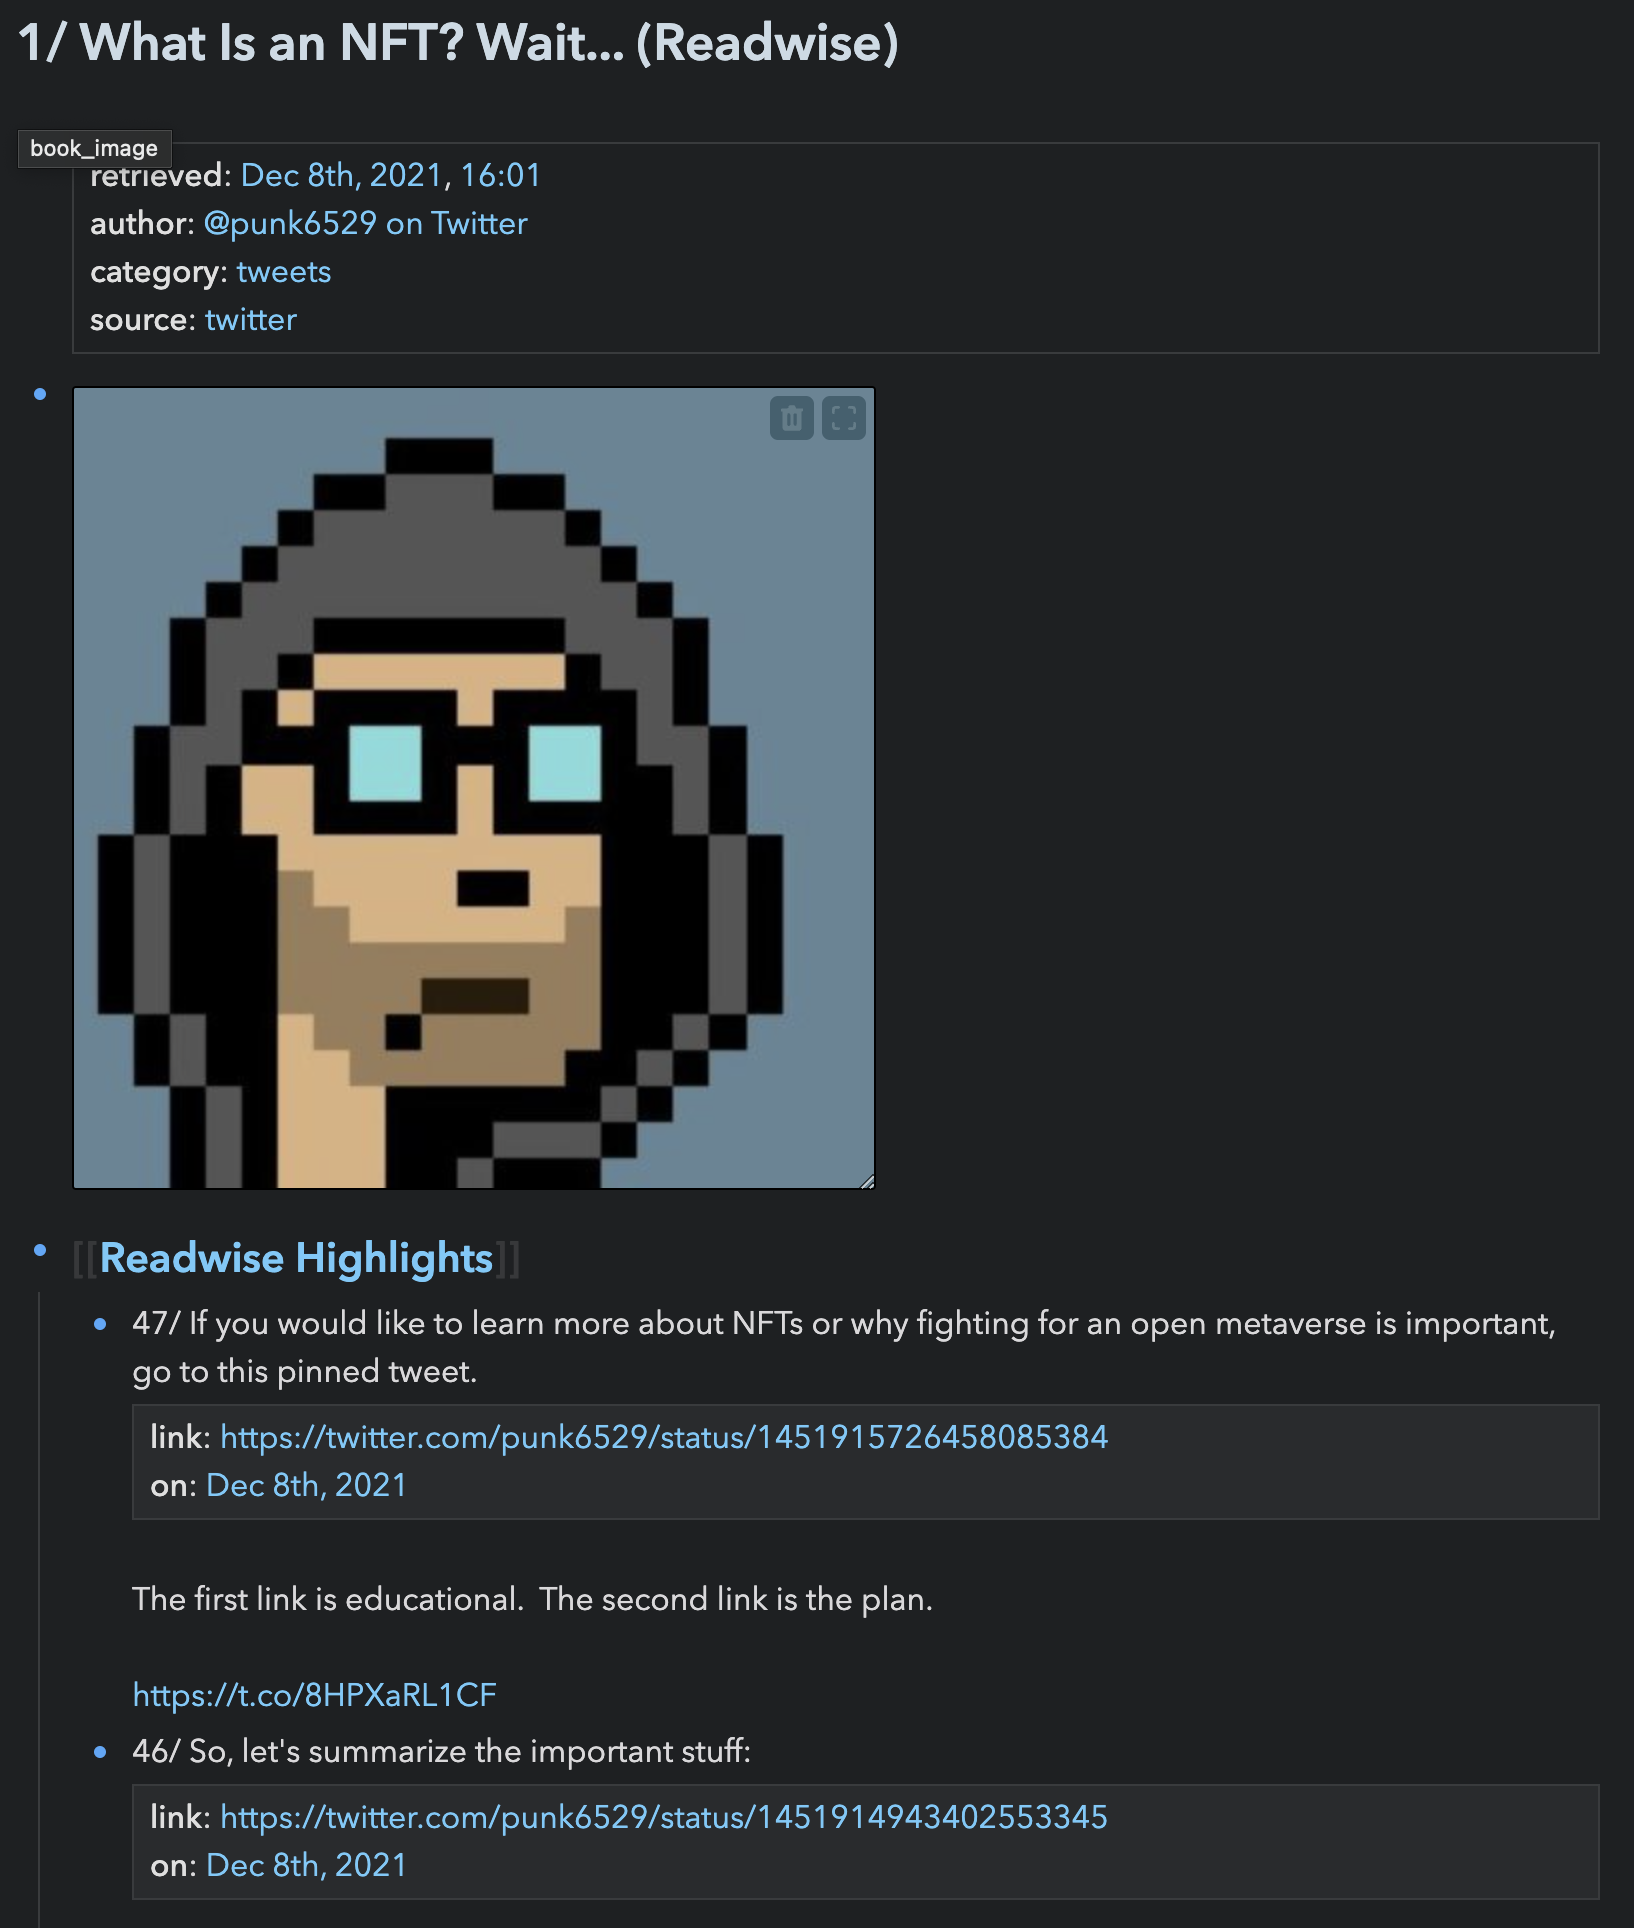 1/ What Is an NFT? Wait... (Readwise)
book_image
retrieved: Dec 8th, 2021, 16:01
author: @punk6529 on Twitter
category: tweets
source: twitter
[[Readwise Highlights]]
47/ If you would like to learn more about NFTs or why fighting for an open metaverse is important,
go to this pinned tweet.
link: https://twitter.com/punk6529/status/1451915726458085384
on: Dec 8th, 2021
The first link is educational.  The second link is the plan.
https://t.co/8HPXaRL1CF
46/ So, let's summarize the important stuff:
link: https://twitter.com/punk6529/status/1451914943402553345
on: Dec 8th, 2021